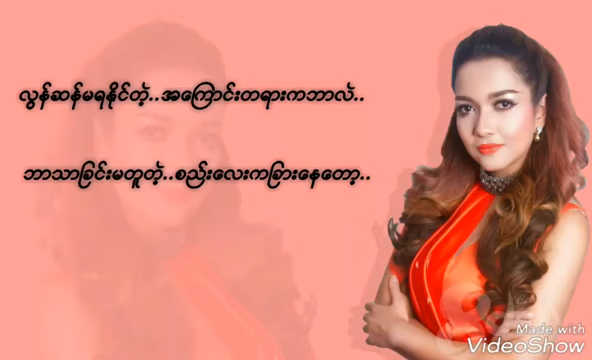 လွန်ဆန်မရနိုင်တဲ့..အကြောင်းတရားကဘာလဲ..
ဘာသာခြင်းမတူတဲ့..စည်းလေးကခြားနေတော့..
Made with
VideoShow